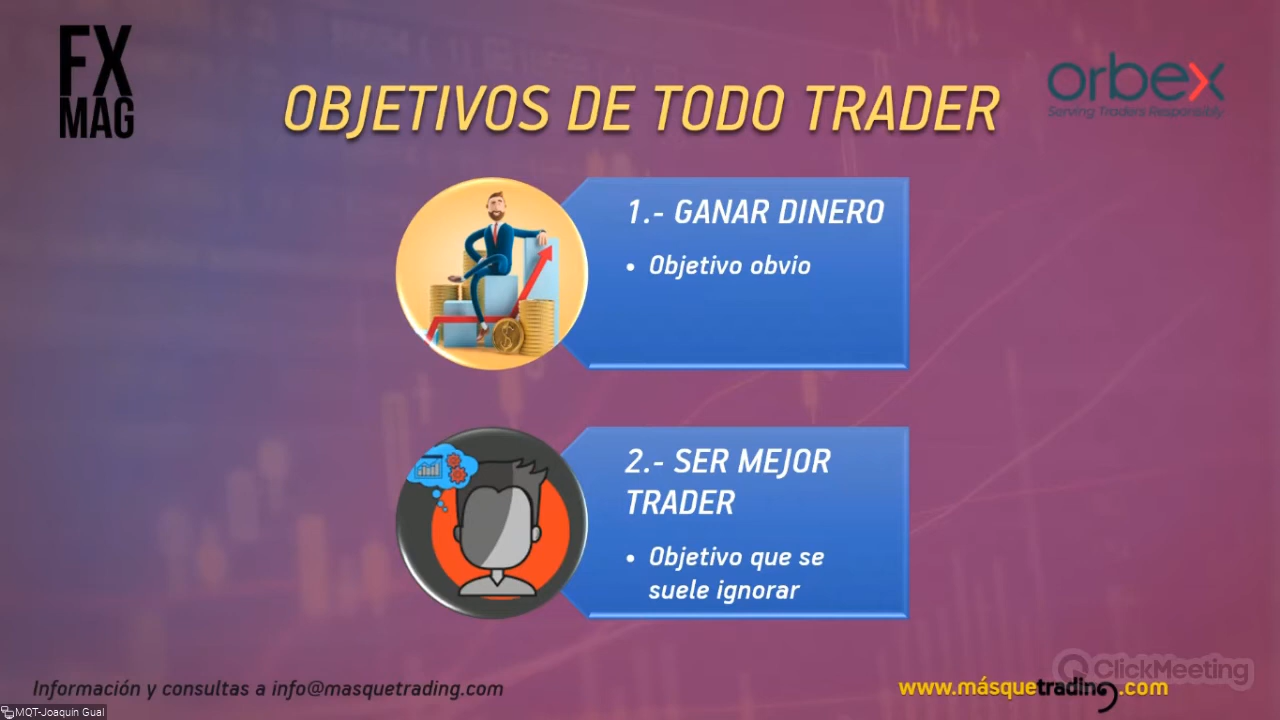 FX
MAG
orbex
Serving Traders Responsibly
OBJETIVOS DE TODO TRADER
1.- GANAR DINERO
• Objetivo obvio
2.- SER MEJOR
TRADER
• Objetivo que se
suele ignorar
Información y consultas a info@masquetrading.com
www.másquetrading.com
ClickMeeting
MQT-Joaquin Gual